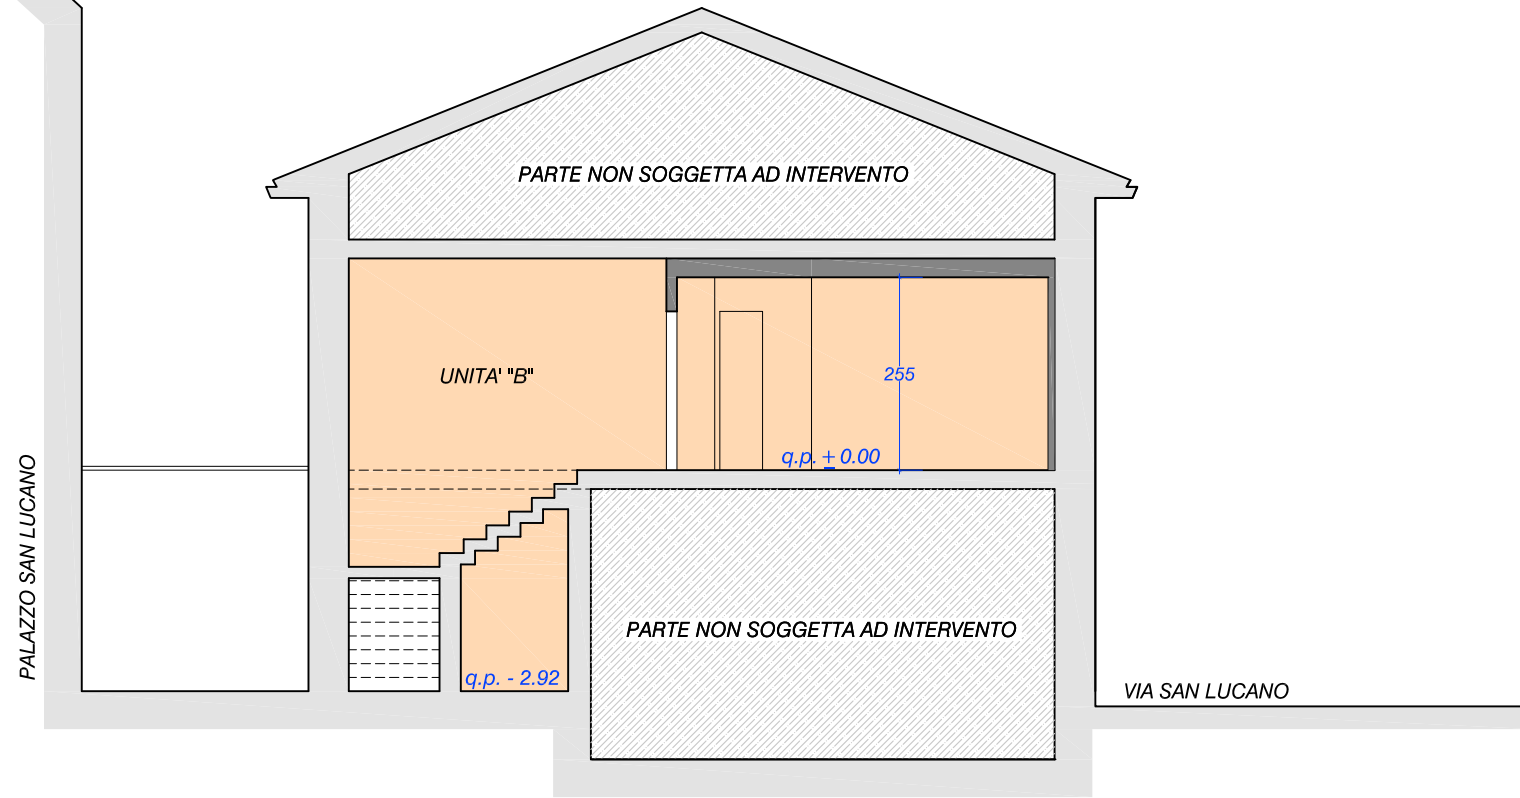 PARTE NON SOGGETTA AD INTERVENTO
UNITA' "B"
255
q.p. ± 0.00
PALAZZO SAN LUCANO
PARTE NON SOGGETTA AD INTERVENTO
q.p. - 2.92
VIA SAN LUCANO